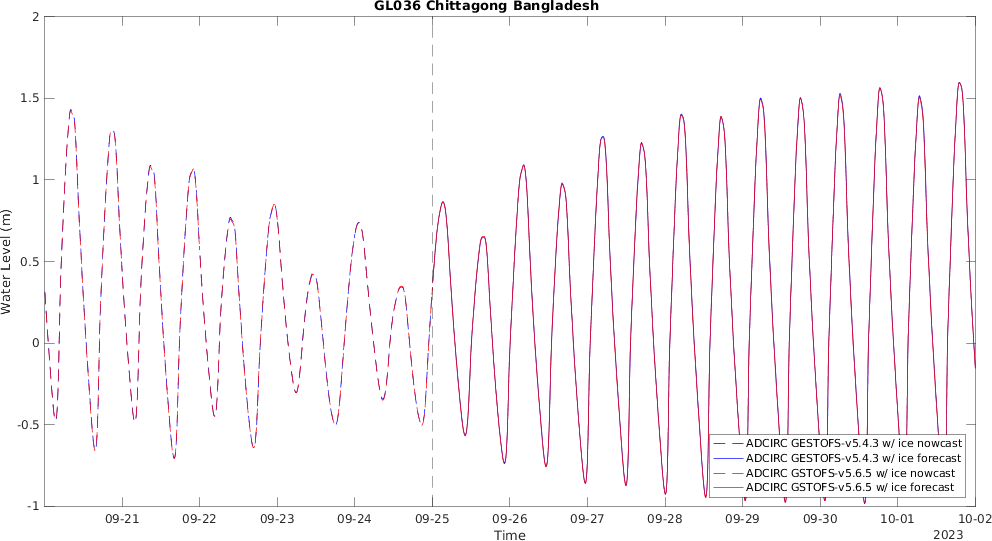 GL036 Chittagong Bangladesh
2
1.5
1
0.5
0
-0.5
-1
Water Level (m)
09-21 09-22 09-23 09-24 09-25 09-26 09-27 09-28 09-29 09-30 10-01 10-02
Time
2023
ADCIRC GESTOFS-v5.4.3 w/ ice nowcast
ADCIRC GESTOFS-v5.4.3 w/ ice forecast
ADCIRC GSTOFS-v5.6.5 w/ ice nowcast
ADCIRC GSTOFS-v5.6.5 w/ ice forecast